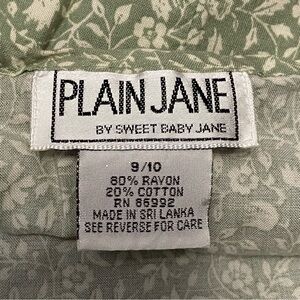 PLAIN JANE
BY SWEET BABY JANE
9/10
80% RAYON
20% COTTON
RN 86992
MADE IN SRI LANKA
SEE REVERSE FOR CARE